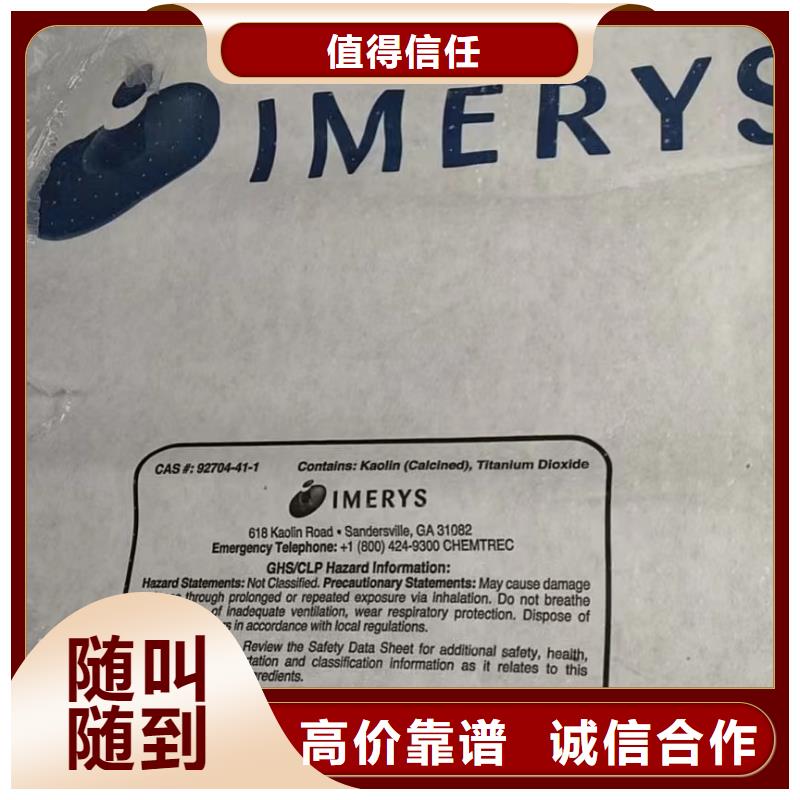 值得信任
IMERYS
CAS #: 92704-41-1 Contains: Kaolin (Calcined), Titanium Dioxide
IMERYS
618 Kaolin Road • Sandersville, GA 31082
Emergency Telephone: +1 (800) 424-9300 CHEMTREC
GHS/CLP Hazard Information:
Hazard Statements: Not Classified. Precautionary Statements: May cause damage
through prolonged or repeated exposure via inhalation. Do not breathe
of inadequate ventilation, wear respiratory protection. Dispose of
in accordance with local regulations.
Review the Safety Data Sheet for additional safety, health,
and classification information as it relates to this
随叫
随到
高价靠谱 诚信合作